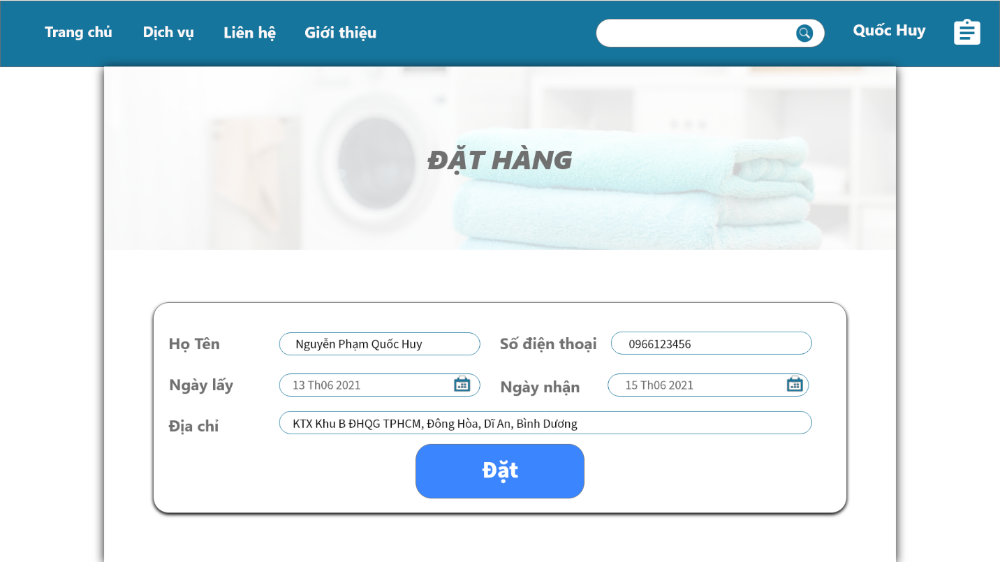 Trang chủ Dịch vụ Liên hệ Giới thiệu Quốc Huy
ĐẶT HÀNG
Họ Tên Nguyễn Phạm Quốc Huy Số điện thoại 0966123456
Ngày lấy 13 Th06 2021 Ngày nhận 15 Th06 2021
Địa chỉ KTX Khu B ĐHQG TPHCM, Đông Hòa, Dĩ An, Bình Dương
Đặt